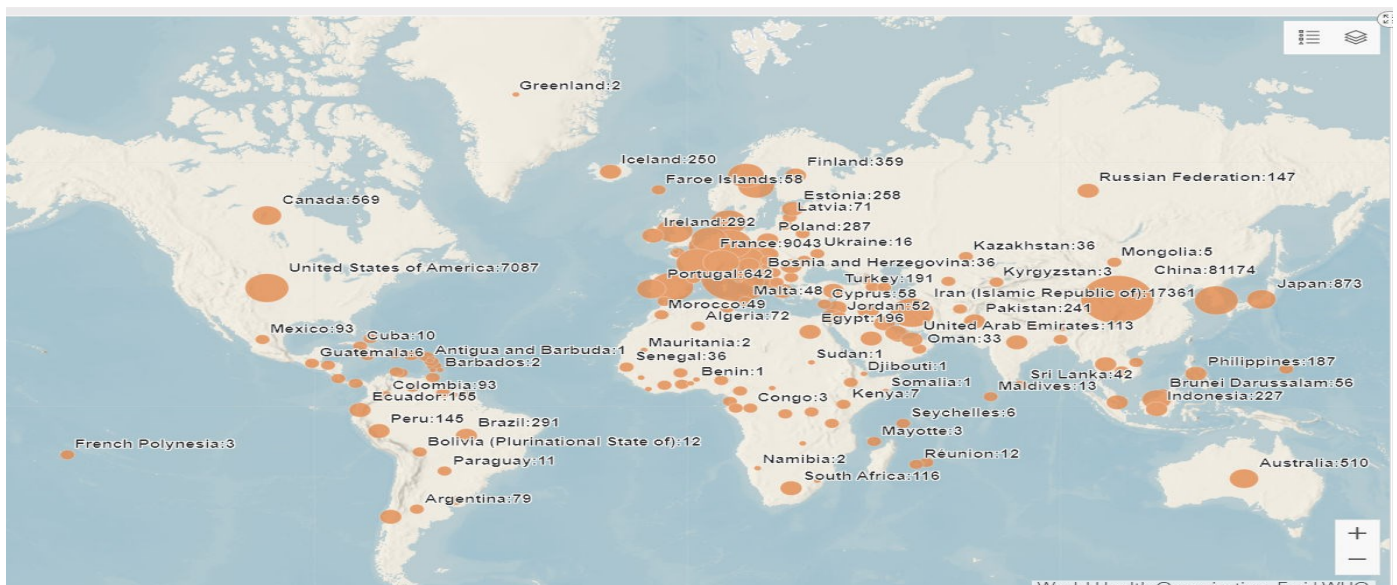 Greenland:2
Iceland:250
Finland:359
Faroe Islands:58
Russian Federation:147
Canada:569
Estonia:258
Latvia:71
Ireland:292
Poland:287
France:9043
Ukraine:16
Kazakhstan:36
Mongolia:5
Bosnia and Herzegovina:36
United States of America:7087
Portugal:642
Turkey:191
Kyrgyzstan:3
China:81174
Japan:873
Malta:48
Cyprus:58
Iran (Islamic Republic of):17361
Morocco:49
Jordan:52
Pakistan:241
Algeria:72
Egypt:196
United Arab Emirates:113
Mexico:93
Cuba:10
Mauritania:2
Oman:33
Guatemala:6
Antigua and Barbuda:1
Senegal:36
Sudan:1
Barbados:2
Benin:1
Djibouti:1
Sri Lanka:42
Philippines:187
Colombia:93
Somalia:1
Maldives:13
Brunei Darussalam:56
Ecuador:155
Congo:3
Kenya:7
Indonesia:227
Seychelles:6
Peru:145
Brazil:291
Mayotte:3
French Polynesia:3
Bolivia (Plurinational State of):12
Paraguay:11
Namibia:2
Réunion:12
Australia:510
South Africa:116
Argentina:79